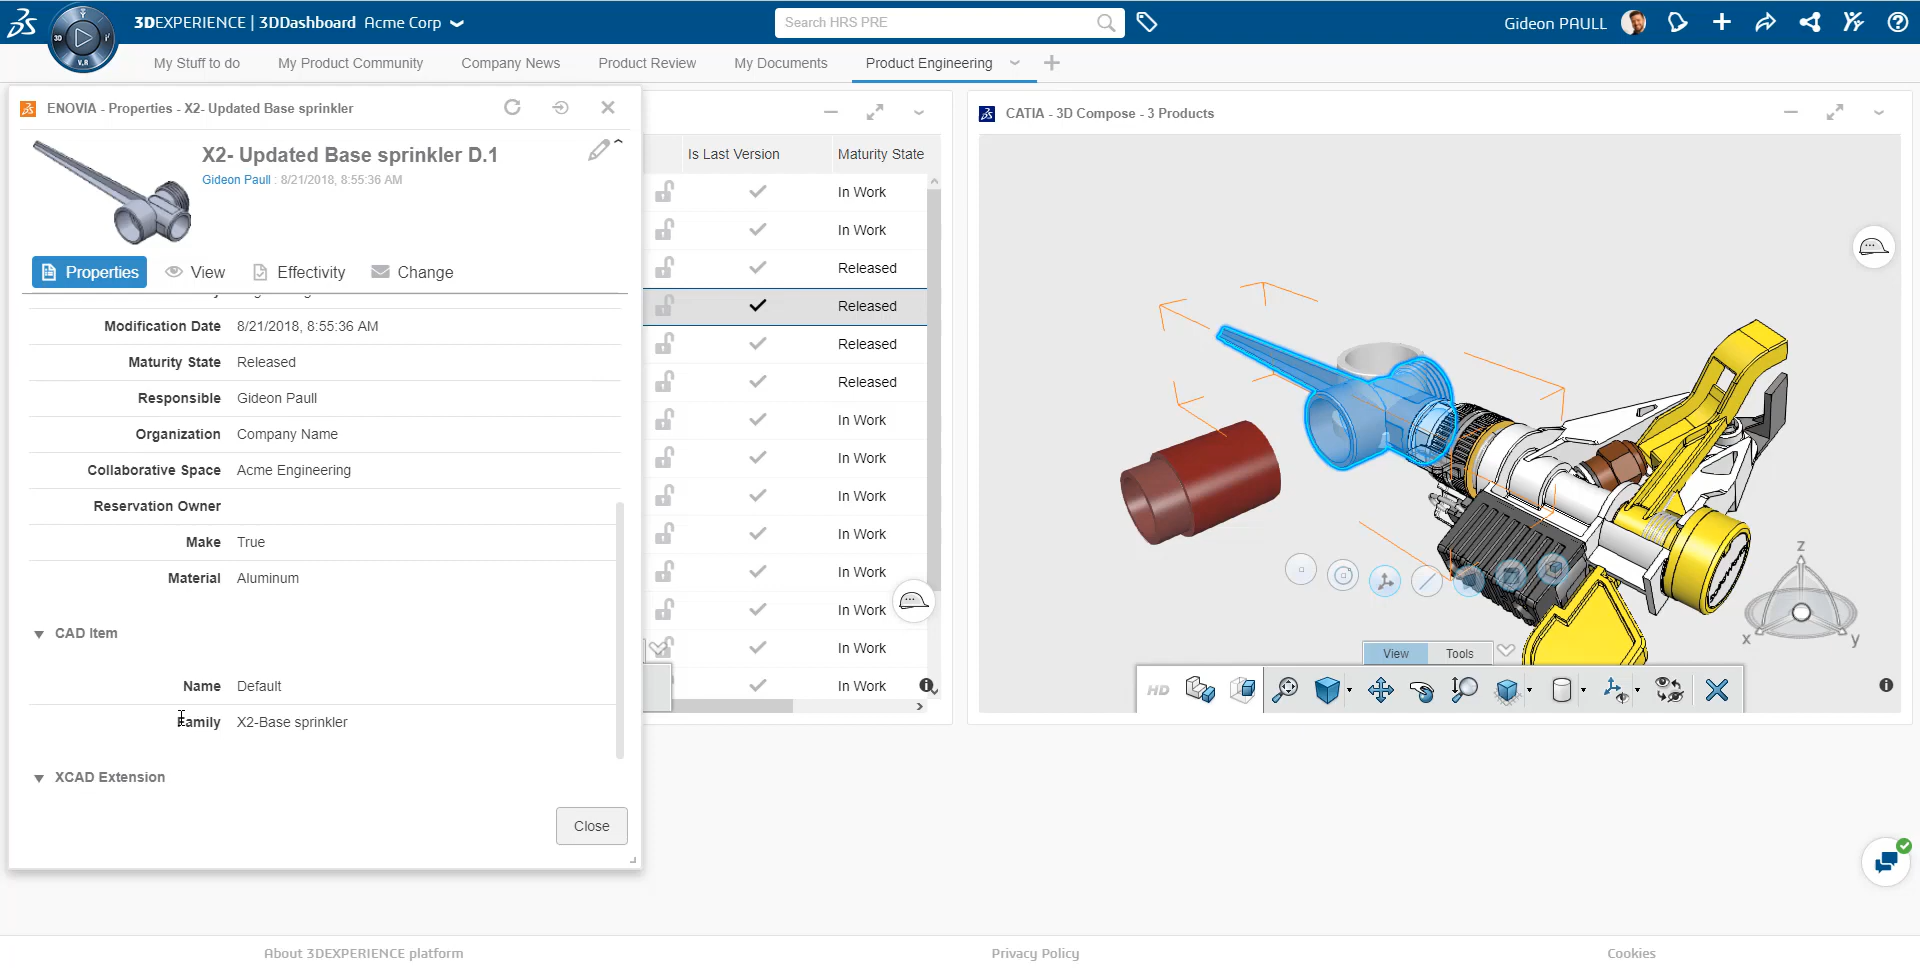 3DEXPERIENCE | 3DDashboard Acme Corp
Search HRS PRE
Gideon PAULL
3D
V.R
My Stuff to do
My Product Community
Company News
Product Review
My Documents
Product Engineering
ENOVIA - Properties - X2- Updated Base sprinkler
X2- Updated Base sprinkler D.1
Gideon Paull : 8/21/2018, 8:55:36 AM
Properties
View
Effectivity
Change
Modification Date 8/21/2018, 8:55:36 AM
Maturity State Released
Responsible Gideon Paull
Organization Company Name
Collaborative Space Acme Engineering
Reservation Owner
Make True
Material Aluminum
CAD Item
Name Default
Family X2-Base sprinkler
XCAD Extension
Close
Is Last Version Maturity State
In Work
In Work
Released
Released
Released
Released
In Work
In Work
In Work
In Work
In Work
In Work
In Work
In Work
CATIA - 3D Compose - 3 Products
z
x
y
View
Tools
HD
About 3DEXPERIENCE platform
Privacy Policy
Cookies